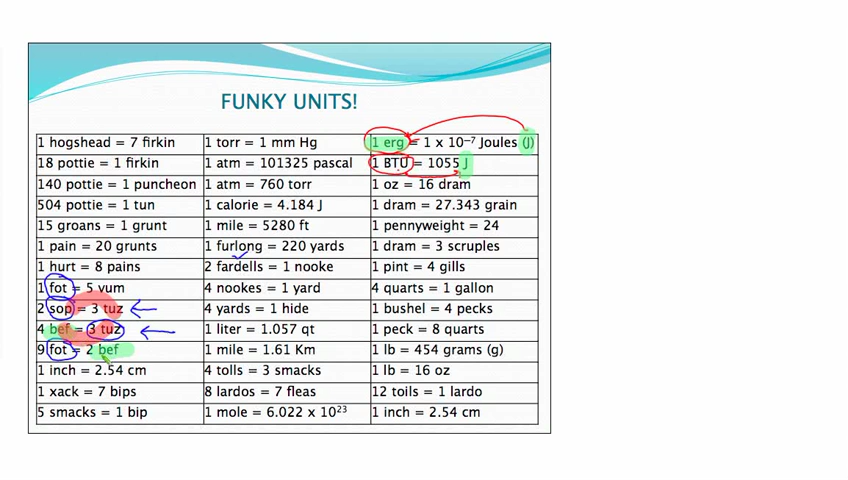 FUNKY UNITS!
1 hogshead = 7 firkin 1 torr = 1 mm Hg 1 erg = 1 x 10⁻⁷ Joules (J)
18 pottie = 1 firkin 1 atm = 101325 pascal 1 BTU = 1055 J
140 pottie = 1 puncheon 1 atm = 760 torr 1 oz = 16 dram
504 pottie = 1 tun 1 calorie = 4.184 J 1 dram = 27.343 grain
15 groans = 1 grunt 1 mile = 5280 ft 1 pennyweight = 24
1 pain = 20 grunts 1 furlong = 220 yards 1 dram = 3 scruples
1 hurt = 8 pains 2 fardells = 1 nooke 1 pint = 4 gills
1 fot = 5 vum 4 nookes = 1 yard 4 quarts = 1 gallon
2 sop = 3 tuz 4 yards = 1 hide 1 bushel = 4 pecks
4 bef = 3 tuz 1 liter = 1.057 qt 1 peck = 8 quarts
9 fot = 2 bef 1 mile = 1.61 Km 1 lb = 454 grams (g)
1 inch = 2.54 cm 4 tolls = 3 smacks 1 lb = 16 oz
1 xack = 7 bips 8 lardos = 7 fleas 12 toils = 1 lardo
5 smacks = 1 bip 1 mole = 6.022 x 10²³ 1 inch = 2.54 cm